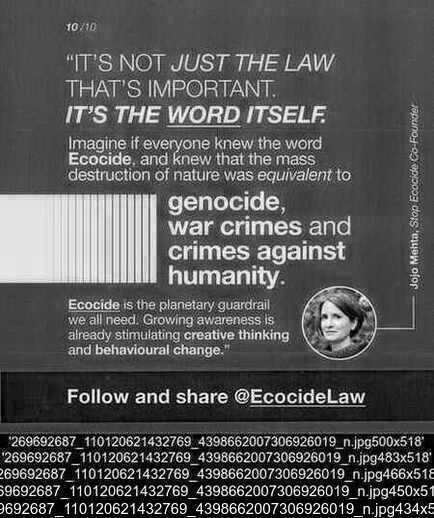 10/10
“IT’S NOT JUST THE LAW
THAT’S IMPORTANT.
IT’S THE WORD ITSELF.
Imagine if everyone knew the word
Ecocide, and knew that the mass
destruction of nature was equivalent to
genocide,
war crimes and
crimes against
humanity.
Ecocide is the planetary guardrail
we all need. Growing awareness is
already stimulating creative thinking
and behavioural change.”
Jojo Mehta, Stop Ecocide Co-Founder
Follow and share @EcocideLaw
'269692687_110120621432769_4398662007306926019_n.jpg500x518'
'269692687_110120621432769_4398662007306926019_n.jpg483x518'
269692687_110120621432769_4398662007306926019_n.jpg466x518
69692687_110120621432769_4398662007306926019_n.jpg450x51
9692687_110120621432769_4398662007306926019_n.jpg434x5